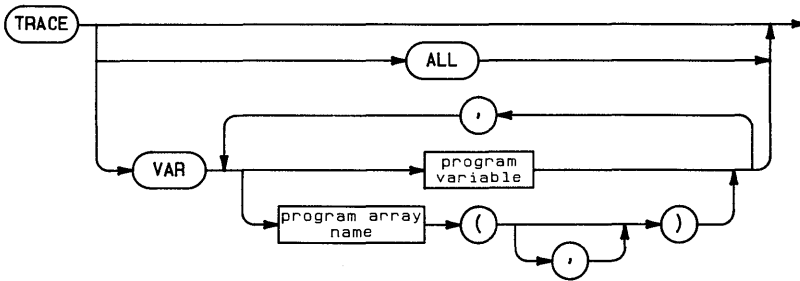 TRACE
ALL
,
VAR
program
variable
program array
name
(
,
)